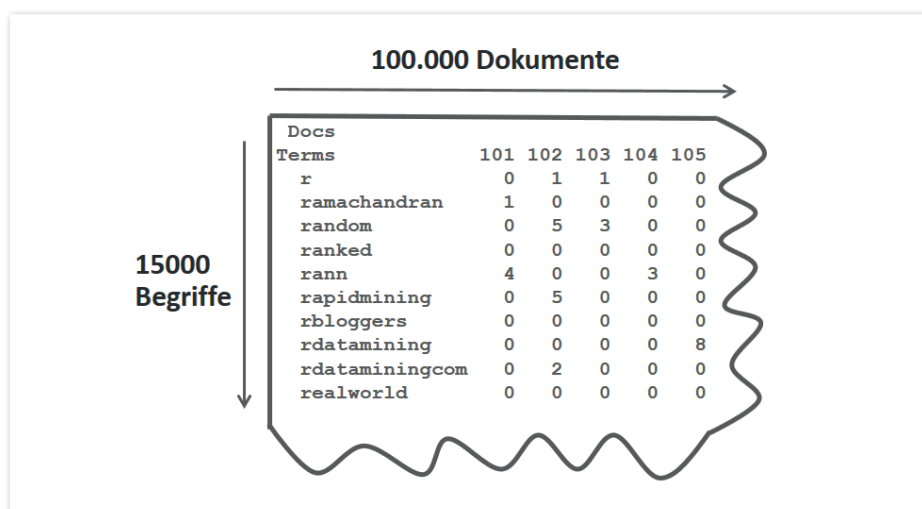 100.000 Dokumente
Docs
Terms 101 102 103 104 105
r 0 1 1 0 0
ramachandran 1 0 0 0 0
random 0 5 3 0 0
ranked 0 0 0 0 0
rann 4 0 0 3 0
rapidmining 0 5 0 0 0
rbloggers 0 0 0 0 0
rdatamining 0 0 0 0 8
rdataminingcom 0 2 0 0 0
realworld 0 0 0 0 0
15000
Begriffe